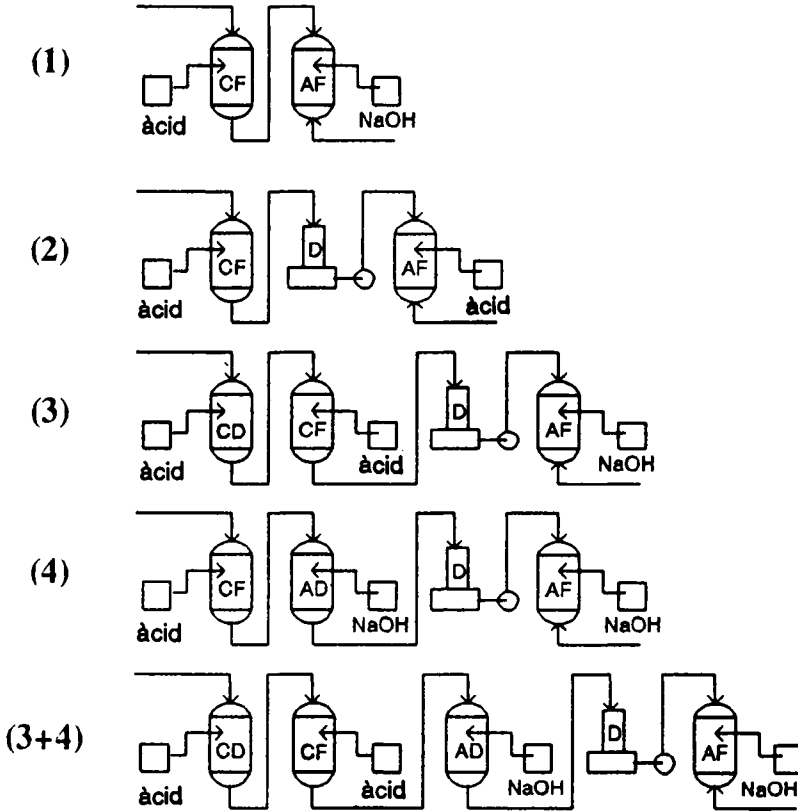 (1)
CF
AF
àcid
NaOH
(2)
CF
D
AF
àcid
àcid
(3)
CD
CF
D
AF
àcid
àcid
NaOH
(4)
CF
AD
D
AF
àcid
NaOH
NaOH
(3+4)
CD
CF
AD
D
AF
àcid
àcid
NaOH
NaOH